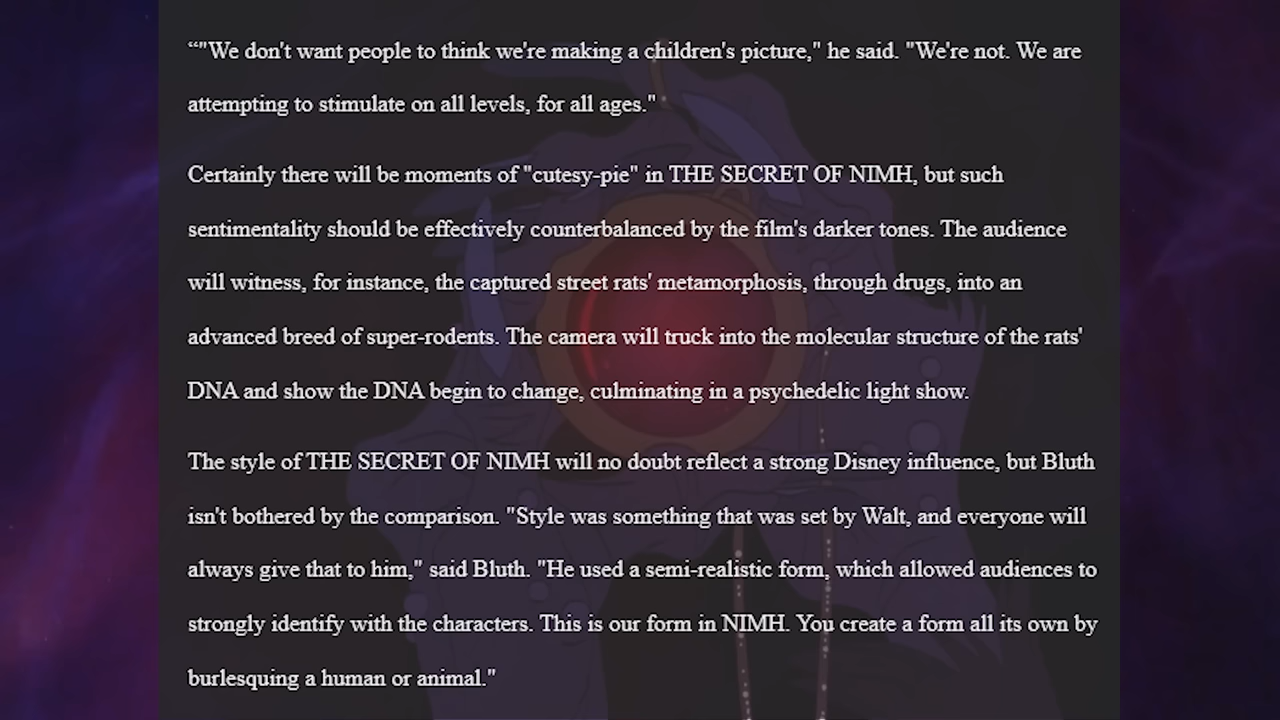 “"We don't want people to think we're making a children's picture," he said. "We're not. We are
attempting to stimulate on all levels, for all ages."
Certainly there will be moments of "cutesy-pie" in THE SECRET OF NIMH, but such
sentimentality should be effectively counterbalanced by the film's darker tones. The audience
will witness, for instance, the captured street rats' metamorphosis, through drugs, into an
advanced breed of super-rodents. The camera will truck into the molecular structure of the rats'
DNA and show the DNA begin to change, culminating in a psychedelic light show.
The style of THE SECRET OF NIMH will no doubt reflect a strong Disney influence, but Bluth
isn't bothered by the comparison. "Style was something that was set by Walt, and everyone will
always give that to him," said Bluth. "He used a semi-realistic form, which allowed audiences to
strongly identify with the characters. This is our form in NIMH. You create a form all its own by
burlesquing a human or animal."